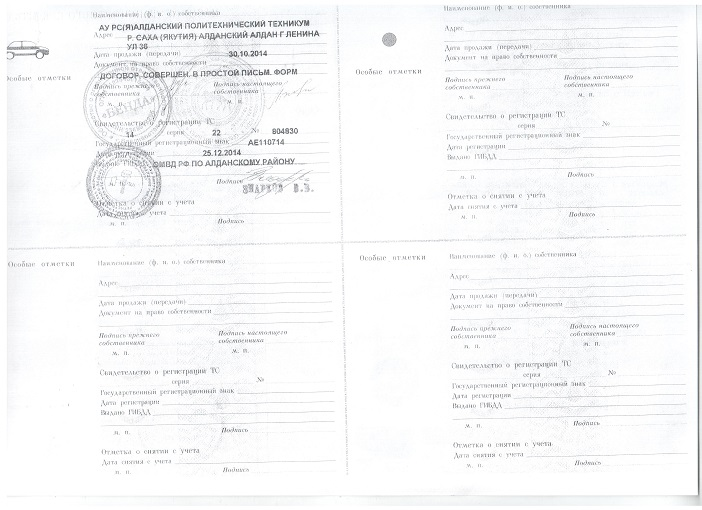 Наименование (ф. и. о.) собственника
АУ РС(Я)АЛДАНСКИЙ ПОЛИТЕХНИЧЕСКИЙ ТЕХНИКУМ
Адрес Р. САХА (ЯКУТИЯ) АЛДАНСКИЙ АЛДАН Г ЛЕНИНА
УЛ 36
Дата продажи (передачи) 30.10.2014
Документ на право собственности
ДОГОВОР, СОВЕРШЕН. В ПРОСТОЙ ПИСЬМ. ФОРМ
Особые отметки
Подпись прежнего собственника
Подпись настоящего собственника
м. п.
м. п.
Свидетельство о регистрации ТС
14 серия 22 № 804830
Государственный регистрационный знак АЕ110714
Дата регистрации 25.12.2014
Выдано ГИБДД ОМВД РФ ПО АЛДАНСКОМУ РАЙОНУ
Подпись
Отметка о снятии с учета
Дата снятия с учета
м. п.
Подпись
Наименование (ф. и. о.) собственника
Адрес
Дата продажи (передачи)
Документ на право собственности
Особые отметки
Подпись прежнего собственника
Подпись настоящего собственника
м. п.
м. п.
Свидетельство о регистрации ТС
серия №
Государственный регистрационный знак
Дата регистрации
Выдано ГИБДД
м. п.
Подпись
Отметка о снятии с учета
Дата снятия с учета
м. п.
Подпись
Особые отметки
Наименование (ф. и. о.) собственника
Адрес
Дата продажи (передачи)
Документ на право собственности
Подпись прежнего собственника
Подпись настоящего собственника
м. п.
м. п.
Свидетельство о регистрации ТС
серия №
Государственный регистрационный знак
Дата регистрации
Выдано ГИБДД
м. п.
Подпись
Отметка о снятии с учета
Дата снятия с учета
м. п.
Подпись
Особые отметки
Наименование (ф. и. о.) собственника
Адрес
Дата продажи (передачи)
Документ на право собственности
Подпись прежнего собственника
Подпись настоящего собственника
м. п.
м. п.
Свидетельство о регистрации ТС
серия №
Государственный регистрационный знак
Дата регистрации
Выдано ГИБДД
м. п.
Подпись
Отметка о снятии с учета
Дата снятия с учета
м. п.
Подпись